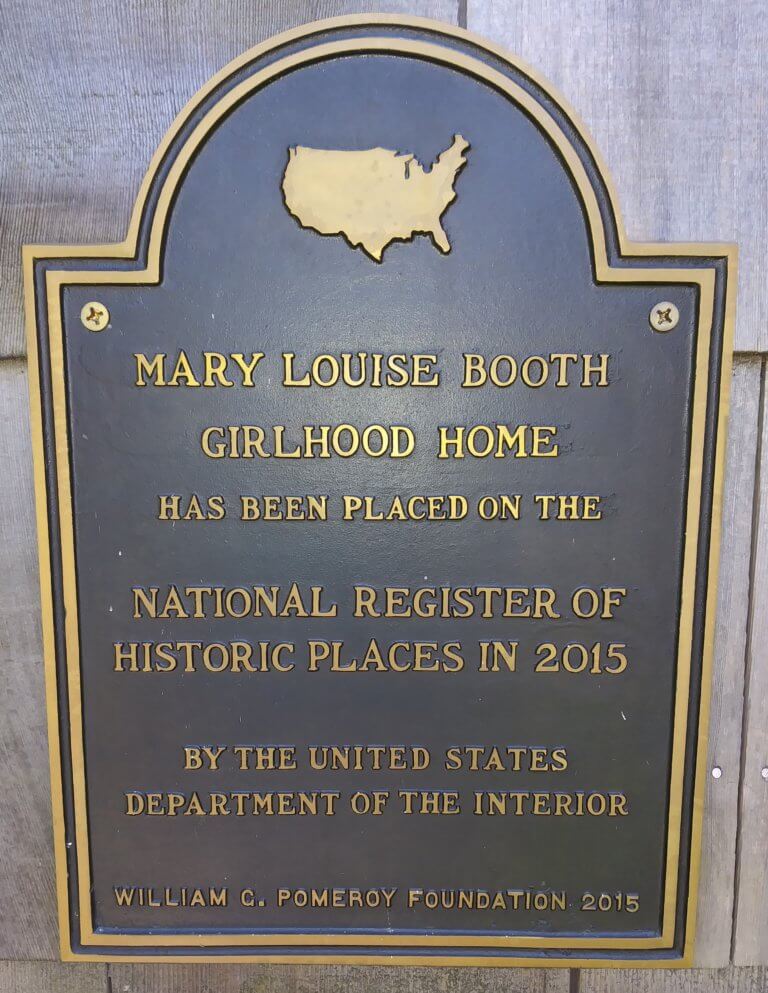 MARY LOUISE BOOTH
GIRLHOOD HOME
HAS BEEN PLACED ON THE
NATIONAL REGISTER OF
HISTORIC PLACES IN 2015
BY THE UNITED STATES
DEPARTMENT OF THE INTERIOR
WILLIAM G. POMEROY FOUNDATION 2015